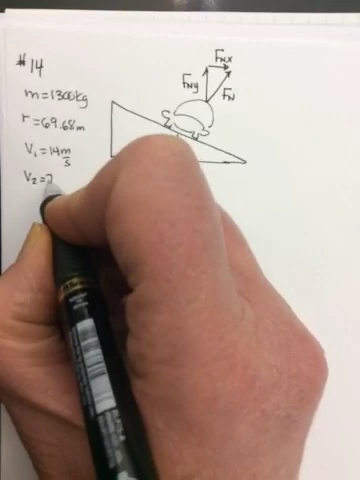 #14
m=1300kg
r=69.68m
V₁=14m/s
V₂=?
FNX
FNy
FN